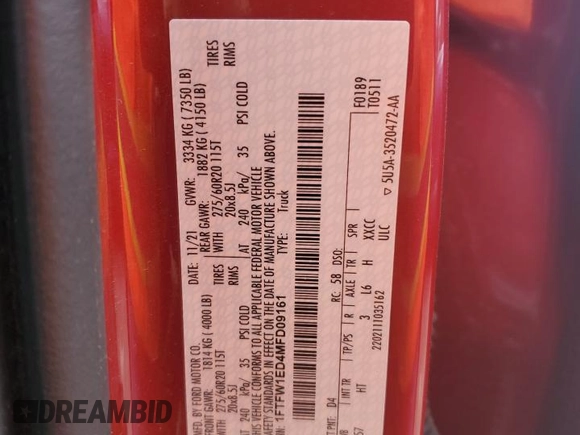 MFD. BY FORD MOTOR CO.
DATE: 11/21 GVWR: 3334 KG ( 7350 LB)
FRONT GAWR: 1814 KG ( 4000 LB) REAR GAWR: 1882 KG ( 4150 LB)
275/60R20 115T TIRES WITH 275/60R20 115T TIRES
20x8.5J RIMS 20x8.5J RIMS
AT 240 kPa/ 35 PSI COLD AT 240 kPa/ 35 PSI COLD
CONFORMS TO ALL APPLICABLE FEDERAL MOTOR VEHICLE
SAFETY STANDARDS IN EFFECT ON THE DATE OF MANUFACTURE SHOWN ABOVE.
1FTFW1ED4MFD09161 TYPE: Truck
F0189
T0511
PNT: D4 RC: 58 DSO:
INT TR TP/PS R AXLE TR SPR
57 HT 3 L6 H XXCC
2202111035162 ULC
5U5A-3520472-AA
DREAMBID